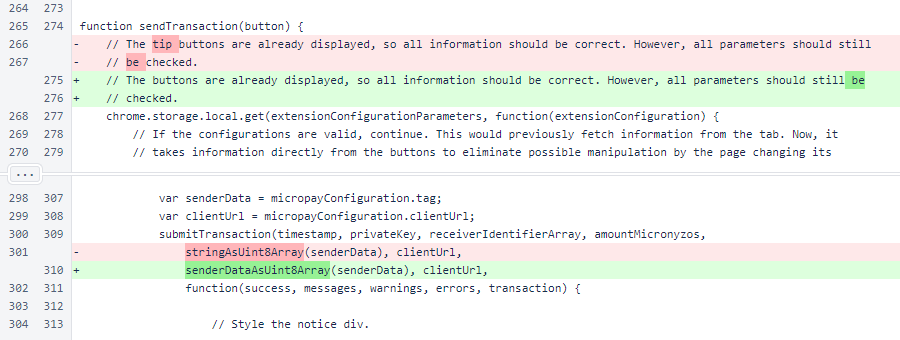 264 273
265 274 function sendTransaction(button) {
266 - // The tip buttons are already displayed, so all information should be correct. However, all parameters should still
267 - // be checked.
275 + // The buttons are already displayed, so all information should be correct. However, all parameters should still be
276 + // checked.
268 277 chrome.storage.local.get(extensionConfigurationParameters, function(extensionConfiguration) {
269 278 // If the configurations are valid, continue. This would previously fetch information from the tab. Now, it
270 279 // takes information directly from the buttons to eliminate possible manipulation by the page changing its
...
298 307 var senderData = micropayConfiguration.tag;
299 308 var clientUrl = micropayConfiguration.clientUrl;
300 309 submitTransaction(timestamp, privateKey, receiverIdentifierArray, amountMicronyzos,
301 - stringAsUint8Array(senderData), clientUrl,
310 + senderDataAsUint8Array(senderData), clientUrl,
302 311 function(success, messages, warnings, errors, transaction) {
303 312
304 313 // Style the notice div.